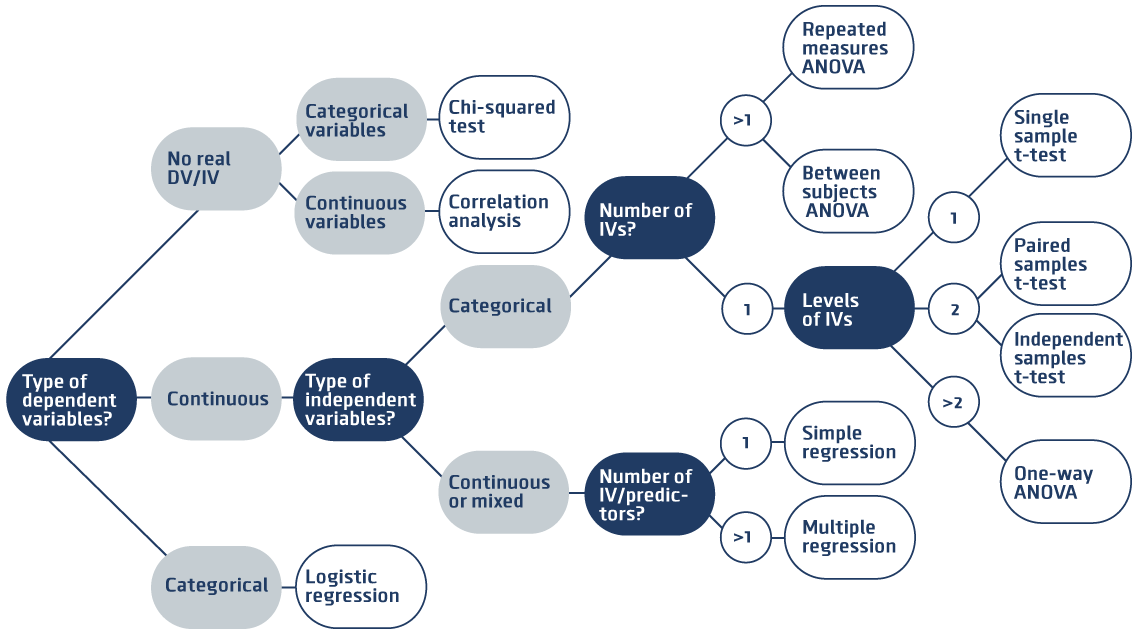 Type of
dependent
variables?
No real
DV/IV
Categorical
variables
Chi-squared
test
Continuous
variables
Correlation
analysis
Continuous
Type of
independent
variables?
Categorical
Number of
IVs?
>1
Repeated
measures
ANOVA
Between
subjects
ANOVA
1
Levels
of IVs
1
Single
sample
t-test
2
Paired
samples
t-test
Independent
samples
t-test
>2
One-way
ANOVA
Continuous
or mixed
Number of
IV/predic-
tors?
1
Simple
regression
>1
Multiple
regression
Categorical
Logistic
regression